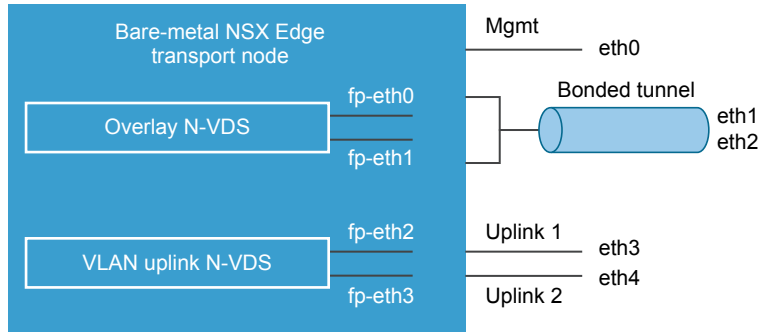 Bare-metal NSX Edge
transport node
Mgmt
eth0
fp-eth0
Overlay N-VDS
fp-eth1
Bonded tunnel
eth1
eth2
fp-eth2
VLAN uplink N-VDS
fp-eth3
Uplink 1
eth3
eth4
Uplink 2